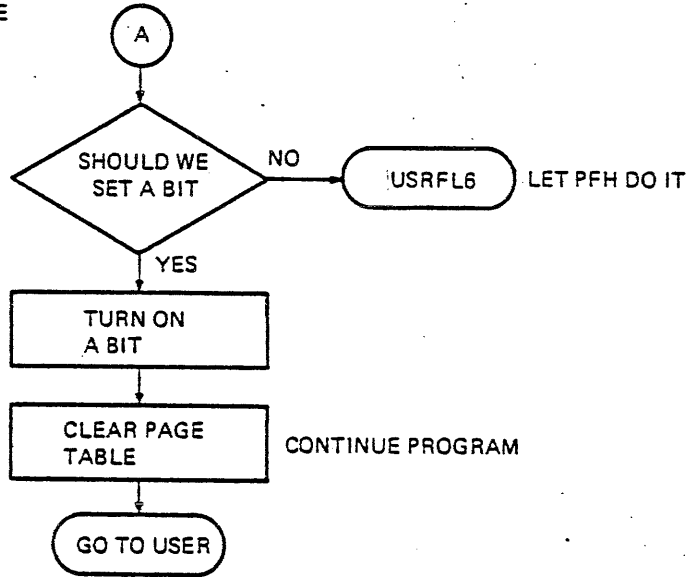 E
A
SHOULD WE
SET A BIT
NO
USRFL6
LET PFH DO IT
YES
TURN ON
A BIT
CLEAR PAGE
TABLE
CONTINUE PROGRAM
GO TO USER